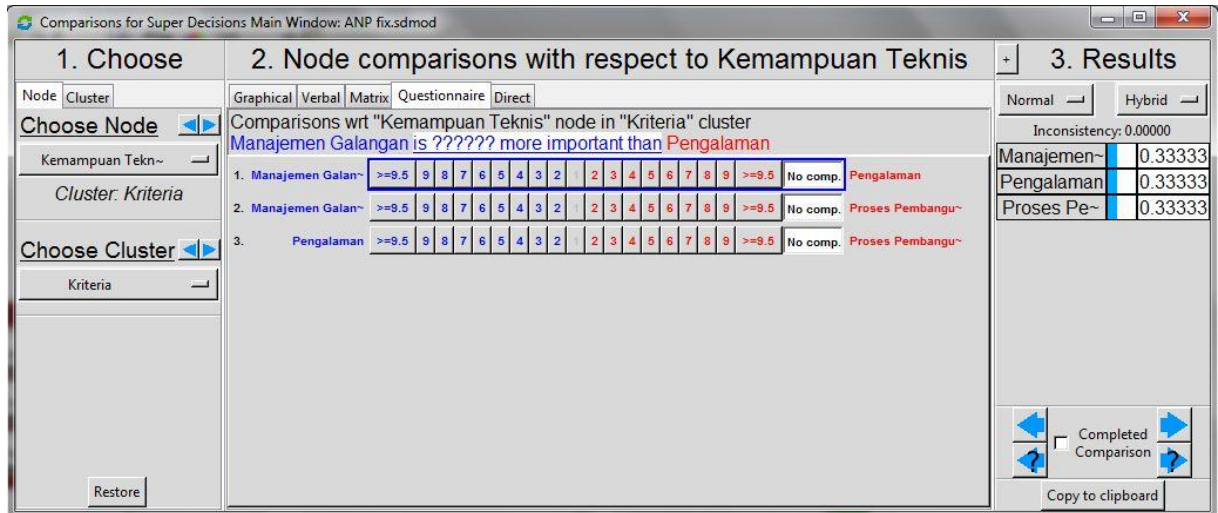 Comparisons for Super Decisions Main Window: ANP fix.sdmod
1. Choose
Node Cluster
Choose Node
Kemampuan Tekn~
Cluster: Kriteria
Choose Cluster
Kriteria
Restore
2. Node comparisons with respect to Kemampuan Teknis
Graphical Verbal Matrix Questionnaire Direct
Comparisons wrt "Kemampuan Teknis" node in "Kriteria" cluster
Manajemen Galangan is ?????? more important than Pengalaman
1. Manajemen Galan~ >=9.5 9 8 7 6 5 4 3 2 1 2 3 4 5 6 7 8 9 >=9.5 No comp. Pengalaman
2. Manajemen Galan~ >=9.5 9 8 7 6 5 4 3 2 1 2 3 4 5 6 7 8 9 >=9.5 No comp. Proses Pembangu~
3. Pengalaman >=9.5 9 8 7 6 5 4 3 2 1 2 3 4 5 6 7 8 9 >=9.5 No comp. Proses Pembangu~
+ 3. Results
Normal Hybrid
Inconsistency: 0.00000
Manajemen~ 0.33333
Pengalaman 0.33333
Proses Pe~ 0.33333
Completed
Comparison
? ?
Copy to clipboard